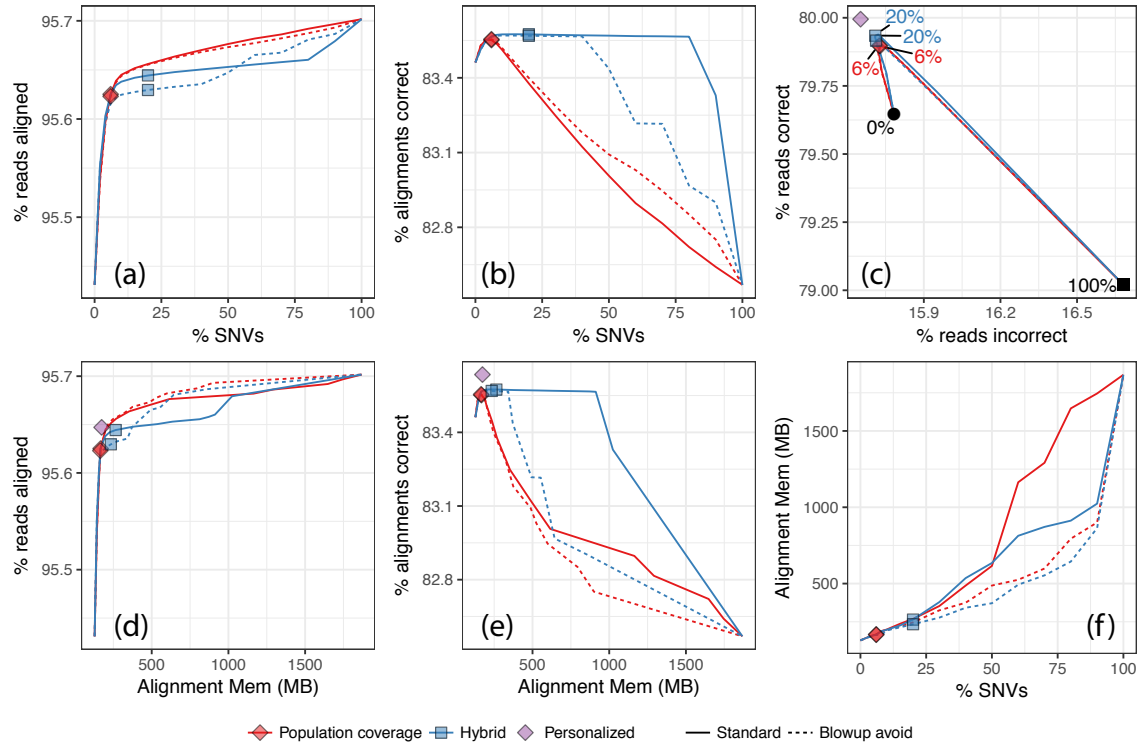 95.7
95.6
95.5
% reads aligned
(a)
0 25 50 75 100
% SNVs
83.4
83.1
82.8
% alignments correct
(b)
0 25 50 75 100
% SNVs
80.00
79.75
79.50
79.25
79.00
% reads correct
20%
20%
6%
6%
0%
100%
(c)
15.9 16.2 16.5
% reads incorrect
95.7
95.6
95.5
% reads aligned
(d)
500 1000 1500
Alignment Mem (MB)
83.4
83.1
82.8
% alignments correct
(e)
500 1000 1500
Alignment Mem (MB)
1500
1000
500
Alignment Mem (MB)
(f)
0 25 50 75 100
% SNVs
Population coverage Hybrid Personalized Standard Blowup avoid